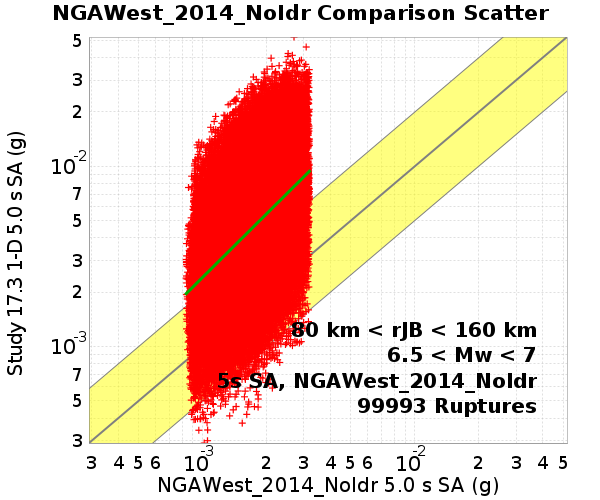 NGAWest_2014_NoIdr Comparison Scatter
Study 17.3 1-D 5.0 s SA (g)
5
3
2
10-2
7
5
3
2
10-3
7
5
3
80 km < rJB < 160 km
6.5 < Mw < 7
5s SA, NGAWest_2014_NoIdr
99993 Ruptures
3 4 5 6 10-3 2 3 4 5 6 10-2 2 3 4 5
NGAWest_2014_NoIdr 5.0 s SA (g)